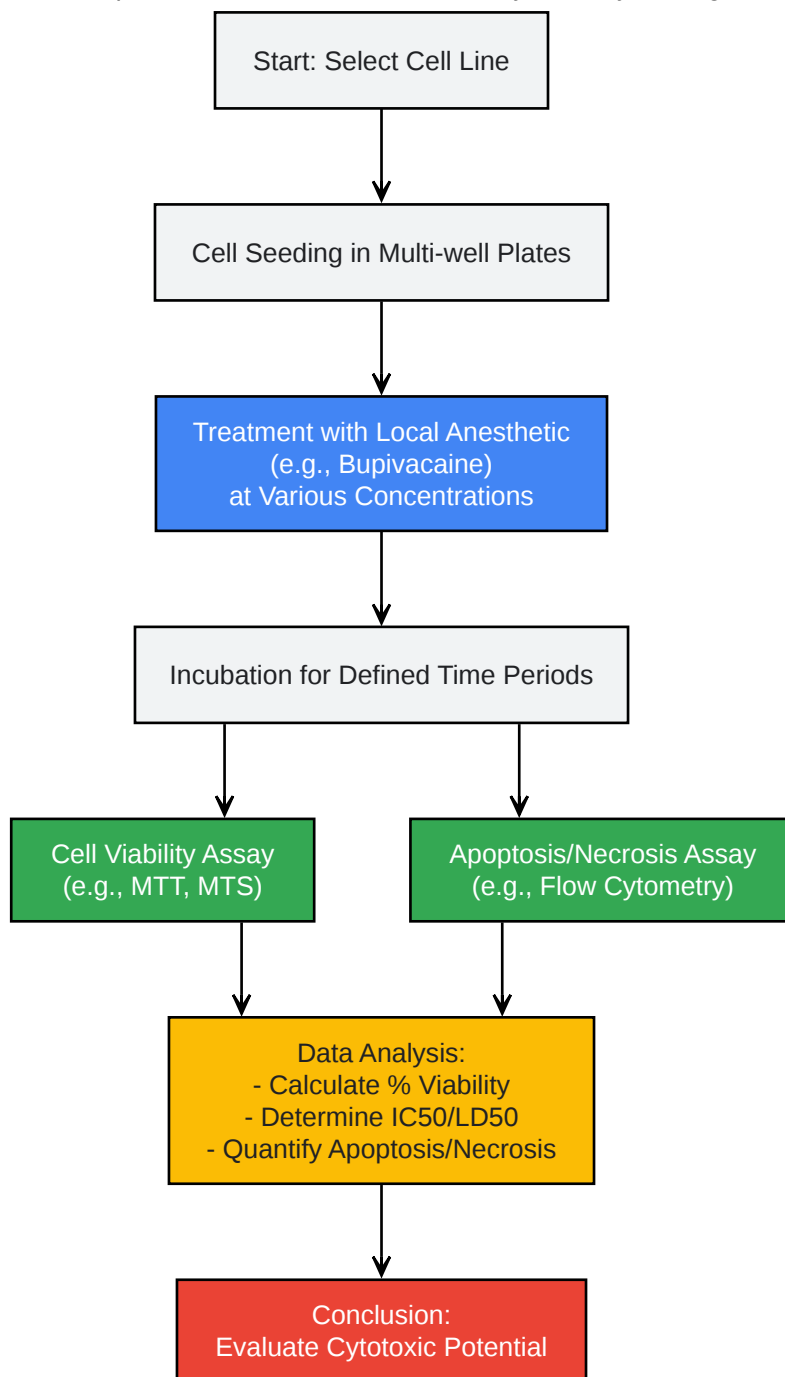 Start: Select Cell Line
Cell Seeding in Multi-well Plates
Treatment with Local Anesthetic
(e.g., Bupivacaine)
at Various Concentrations
Incubation for Defined Time Periods
Cell Viability Assay
(e.g., MTT, MTS)
Apoptosis/Necrosis Assay
(e.g., Flow Cytometry)
Data Analysis:
- Calculate % Viability
- Determine IC50/LD50
- Quantify Apoptosis/Necrosis
Conclusion:
Evaluate Cytotoxic Potential